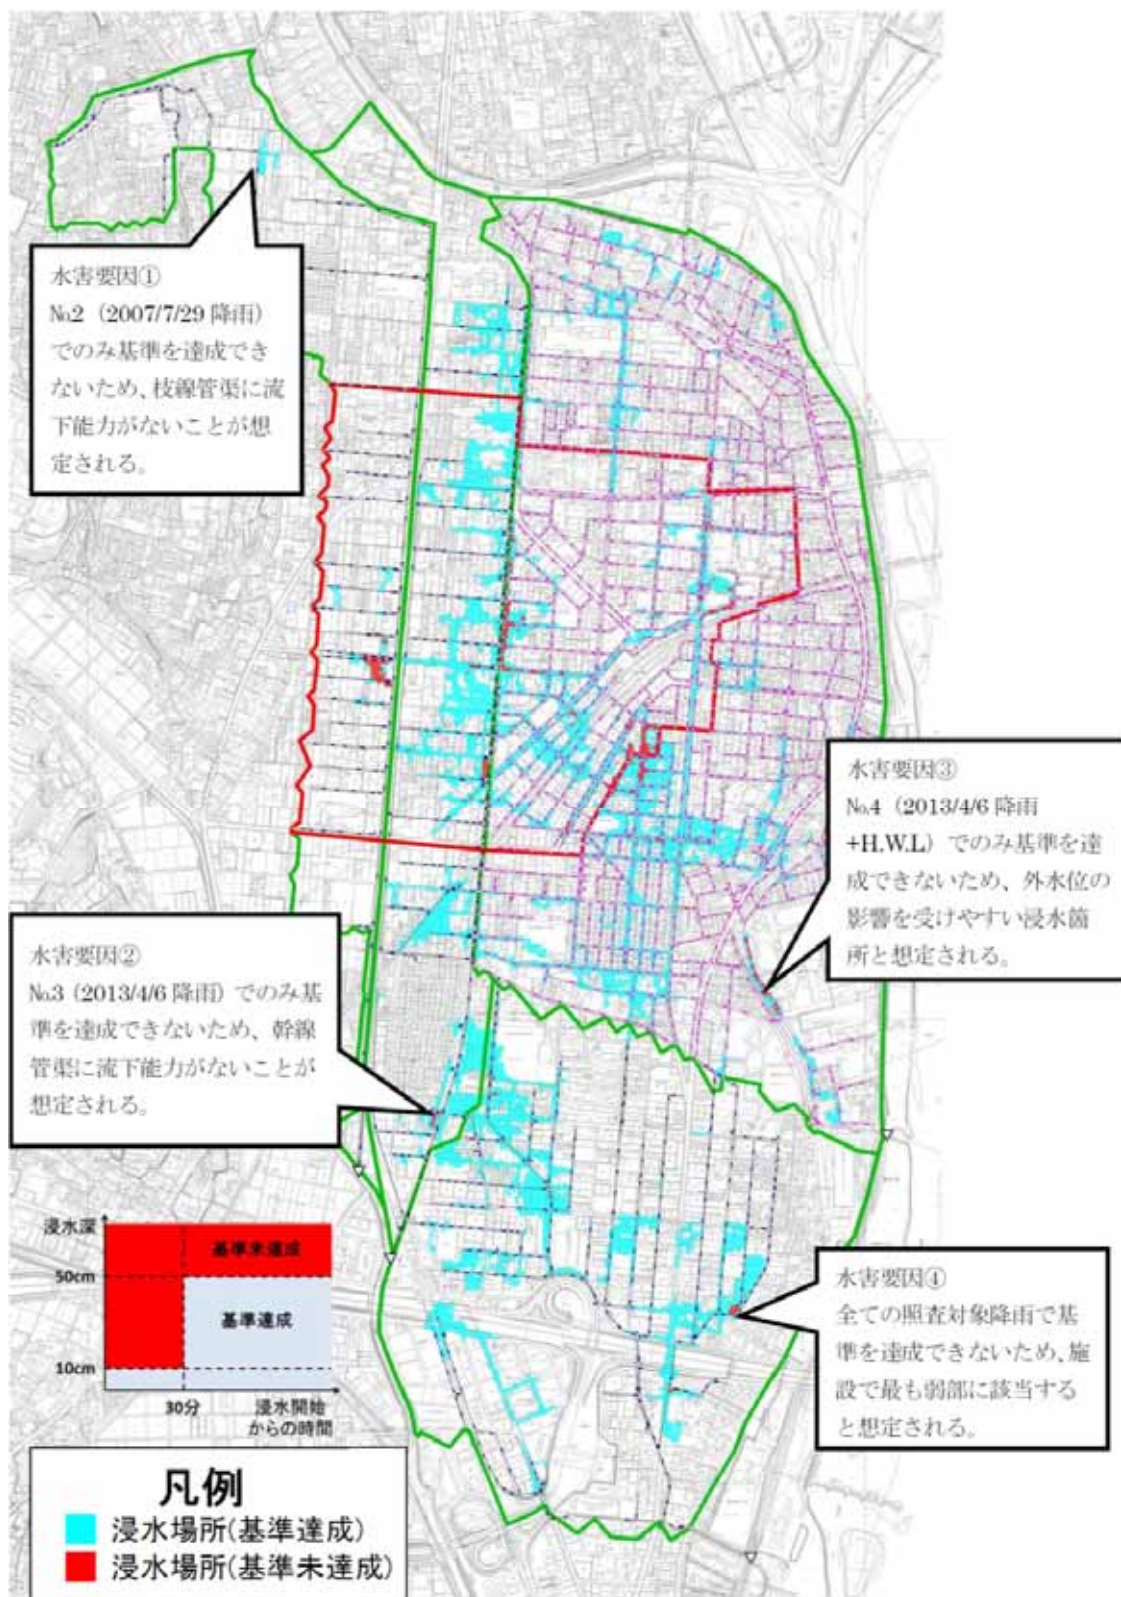 水害要因①
No.2（2007/7/29 降雨）
でのみ基準を達成でき
ないため、枝線管渠に流
下能力がないことが想
定される。
水害要因③
No.4（2013/4/6 降雨
+H.W.L）でのみ基準を達
成できないため、外水位の
影響を受けやすい浸水箇
所と想定される。
水害要因②
No.3（2013/4/6 降雨）でのみ基
準を達成できないため、幹線
管渠に流下能力がないことが
想定される。
水害要因④
全ての照査対象降雨で基
準を達成できないため、施
設で最も弱部に該当する
と想定される。
浸水深
基準未達成
50cm
基準達成
10cm
30分
浸水開始
からの時間
凡例
浸水場所(基準達成)
浸水場所(基準未達成)